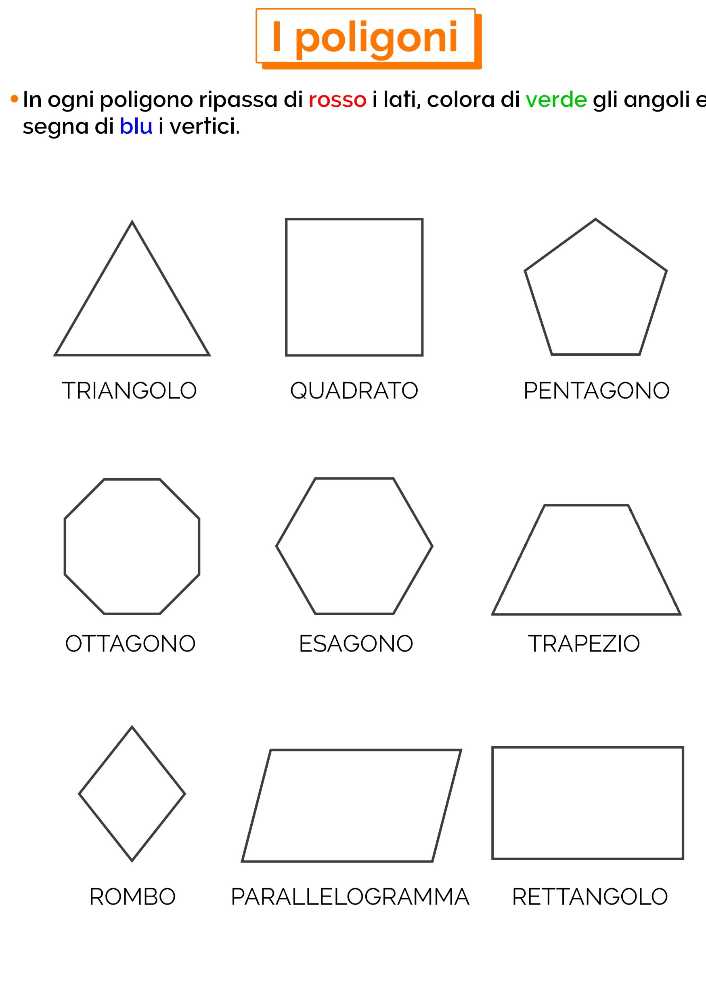 I poligoni
• In ogni poligono ripassa di rosso i lati, colora di verde gli angoli e
segna di blu i vertici.
TRIANGOLO QUADRATO PENTAGONO
OTTAGONO ESAGONO TRAPEZIO
ROMBO PARALLELOGRAMMA RETTANGOLO